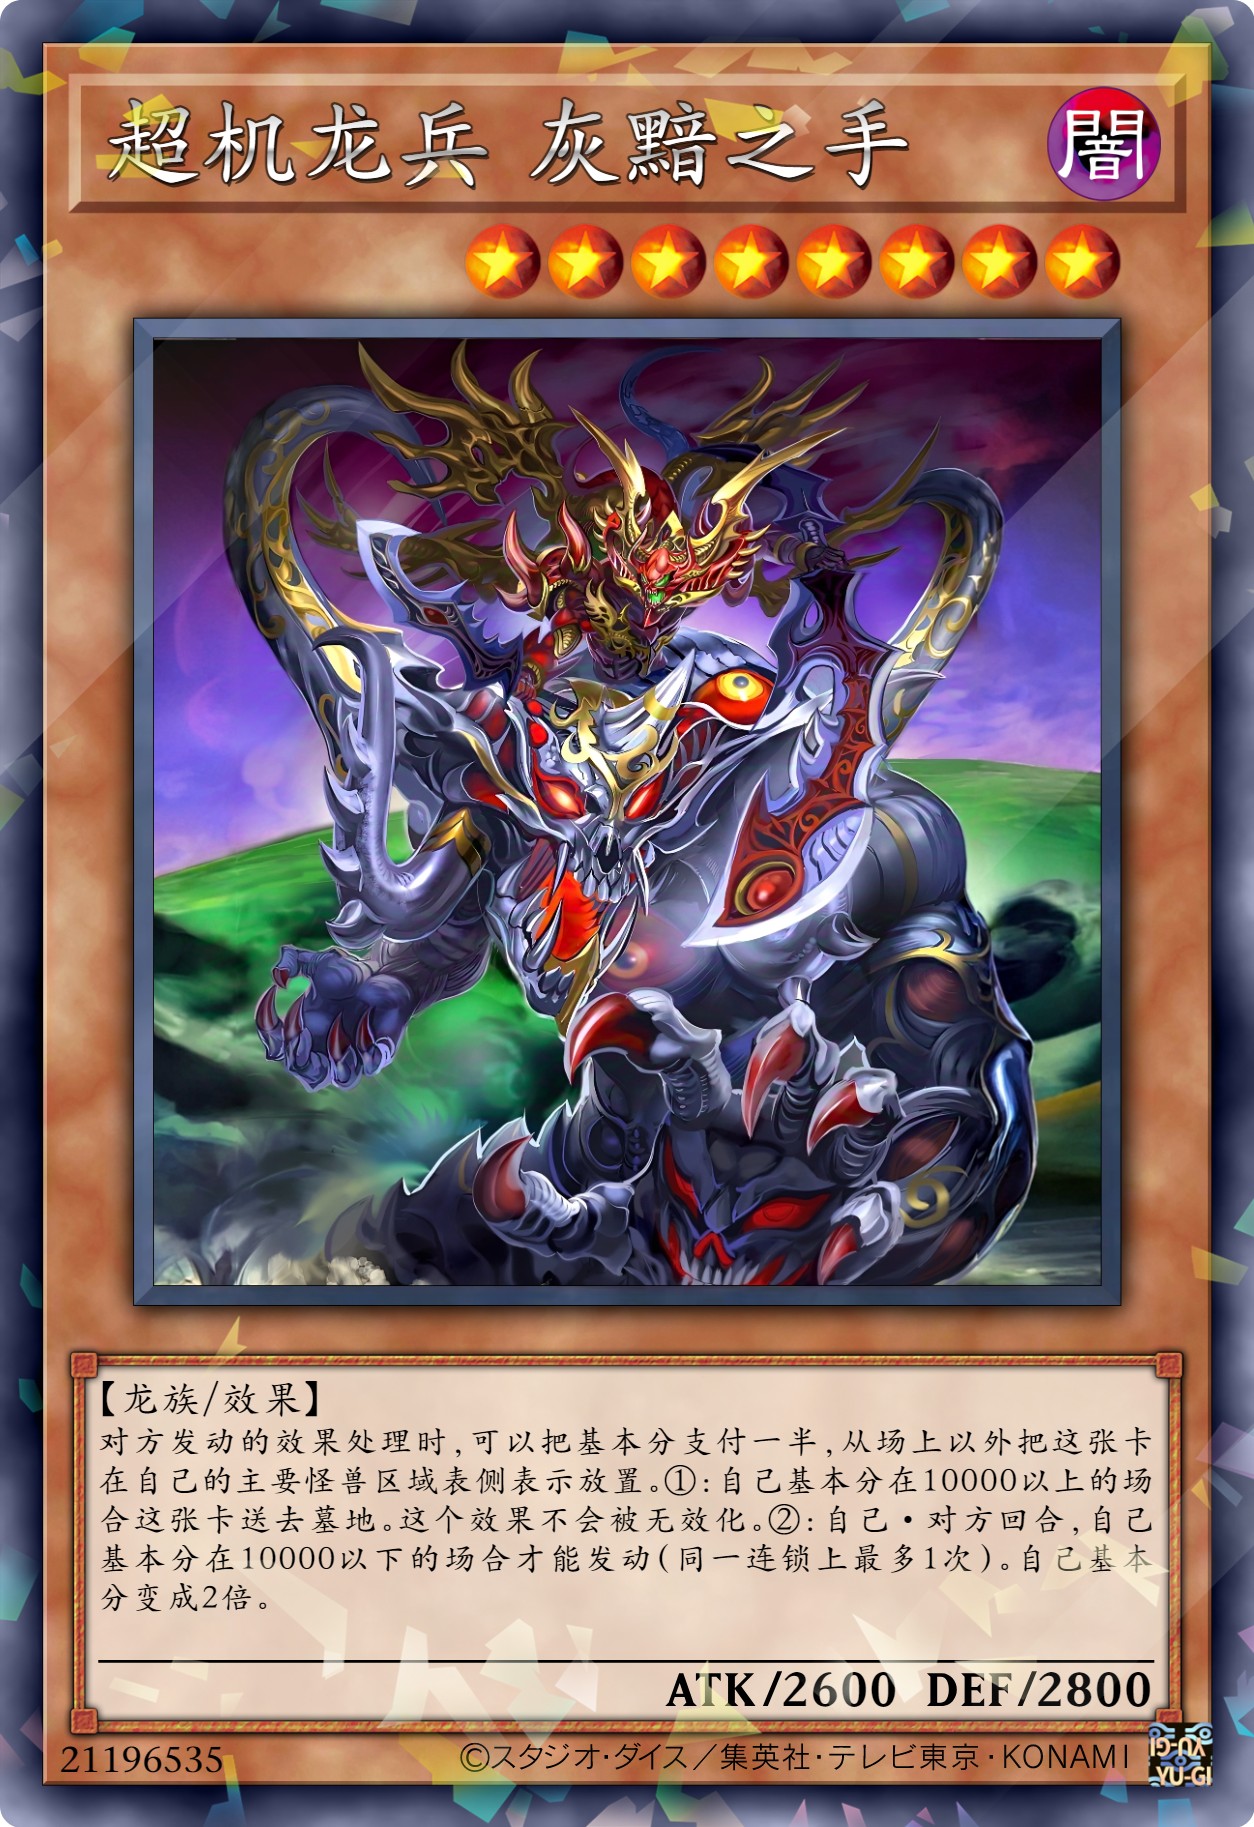 超机龙兵 灰黯之手
闇
【龙族/效果】
对方发动的效果处理时,可以把基本分支付一半,从场上以外把这张卡
在自己的主要怪兽区域表侧表示放置。①:自己基本分在10000以上的场
合这张卡送去墓地。这个效果不会被无效化。②:自己・对方回合,自己
基本分在10000以下的场合才能发动(同一连锁上最多1次)。自己基本
分变成2倍。
ATK/2600 DEF/2800
21196535 ©スタジオ・ダイス/集英社・テレビ東京・KONAMI
YU-GI
YU-GI